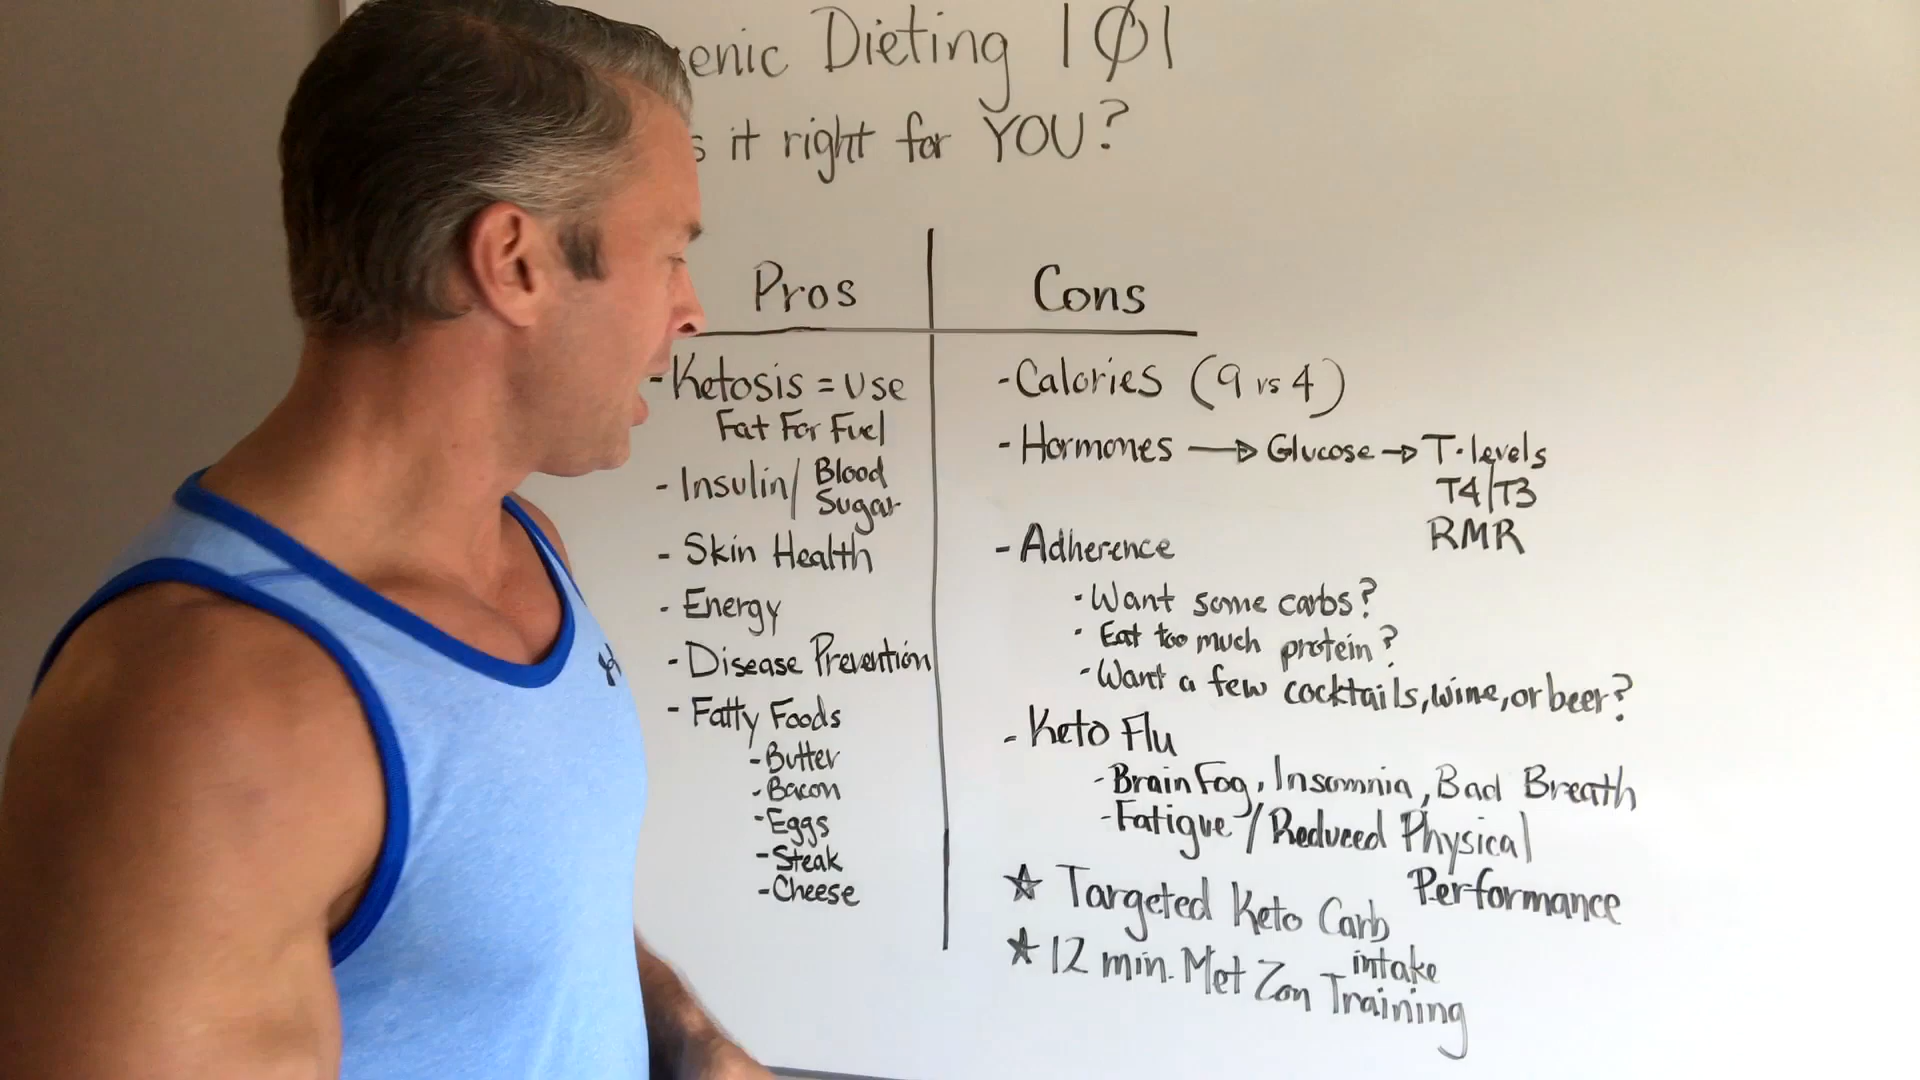 enic Dieting 101
s it right for YOU?
Pros
- Ketosis = Use
Fat For Fuel
- Insulin/ Blood
Sugar
- Skin Health
- Energy
- Disease Prevention
- Fatty Foods
- Butter
- Bacon
- Eggs
- Steak
- Cheese
Cons
- Calories (9 vs 4)
- Hormones → Glucose → T-levels
T4/T3
RMR
- Adherence
· Want some carbs?
· Eat too much protein?
· Want a few cocktails, wine, or beer?
- Keto Flu
- Brain Fog, Insomnia, Bad Breath
- Fatigue / Reduced Physical
Performance
☆ Targeted Keto Carb
intake
☆ 12 min. Met Zon Training